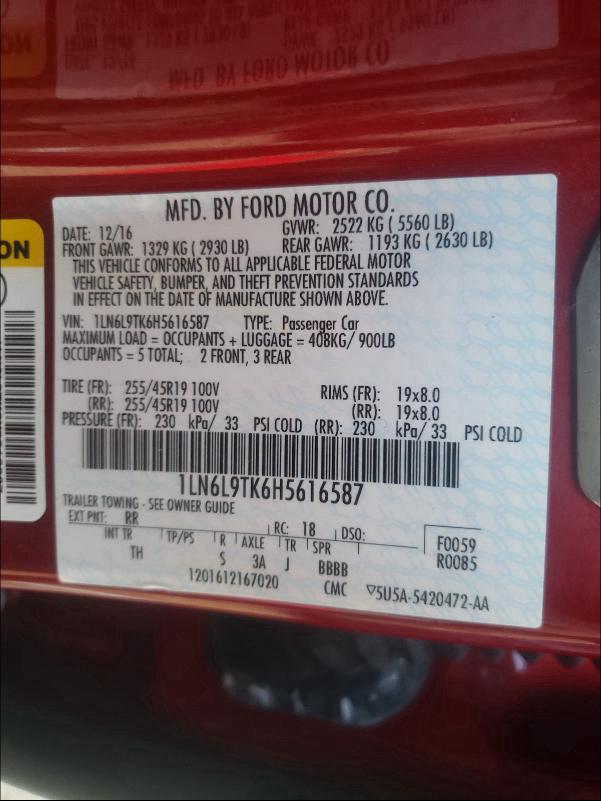 MFD. BY FORD MOTOR CO.
DATE: 12/16 GVWR: 2522 KG ( 5560 LB)
FRONT GAWR: 1329 KG ( 2930 LB) REAR GAWR: 1193 KG ( 2630 LB)
THIS VEHICLE CONFORMS TO ALL APPLICABLE FEDERAL MOTOR
VEHICLE SAFETY, BUMPER, AND THEFT PREVENTION STANDARDS
IN EFFECT ON THE DATE OF MANUFACTURE SHOWN ABOVE.
VIN: 1LN6L9TK6H5616587 TYPE: Passenger Car
MAXIMUM LOAD = OCCUPANTS + LUGGAGE = 408KG/ 900LB
OCCUPANTS = 5 TOTAL; 2 FRONT, 3 REAR
TIRE (FR): 255/45R19 100V RIMS (FR): 19x8.0
(RR): 255/45R19 100V (RR): 19x8.0
PRESSURE (FR): 230 kPa/ 33 PSI COLD (RR): 230 kPa/ 33 PSI COLD
1LN6L9TK6H5616587
TRAILER TOWING - SEE OWNER GUIDE
EXT PNT: RR RC: 18 DSO:
INT TR TP/PS R AXLE TR SPR F0059
TH S 3A J BBBB R0085
1201612167020 CMC ▽5U5A-5420472-AA
ON